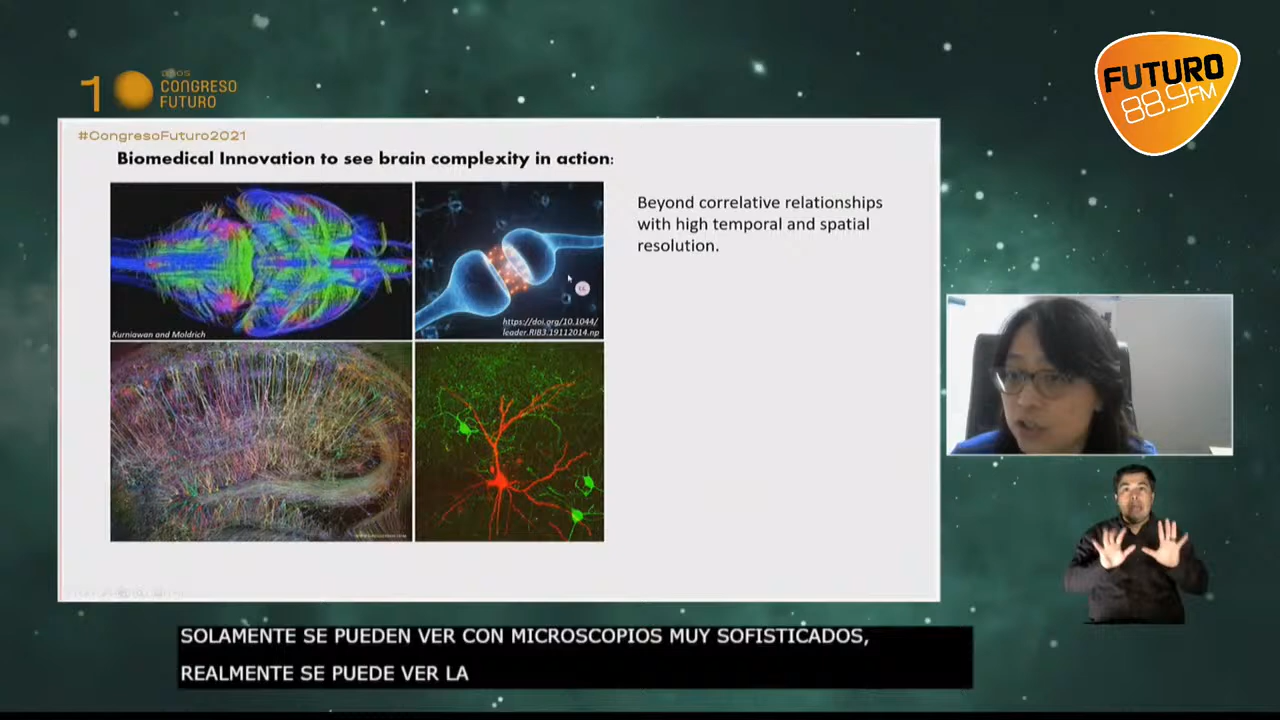 1
AÑOS
CONGRESO
FUTURO
FUTURO
88.9FM
#CongresoFuturo2021
Biomedical Innovation to see brain complexity in action:
Beyond correlative relationships
with high temporal and spatial
resolution.
Kurniawan and Moldrich
https://doi.org/10.1044/
leader.RIB3.19112014.np
SOLAMENTE SE PUEDEN VER CON MICROSCOPIOS MUY SOFISTICADOS,
REALMENTE SE PUEDE VER LA